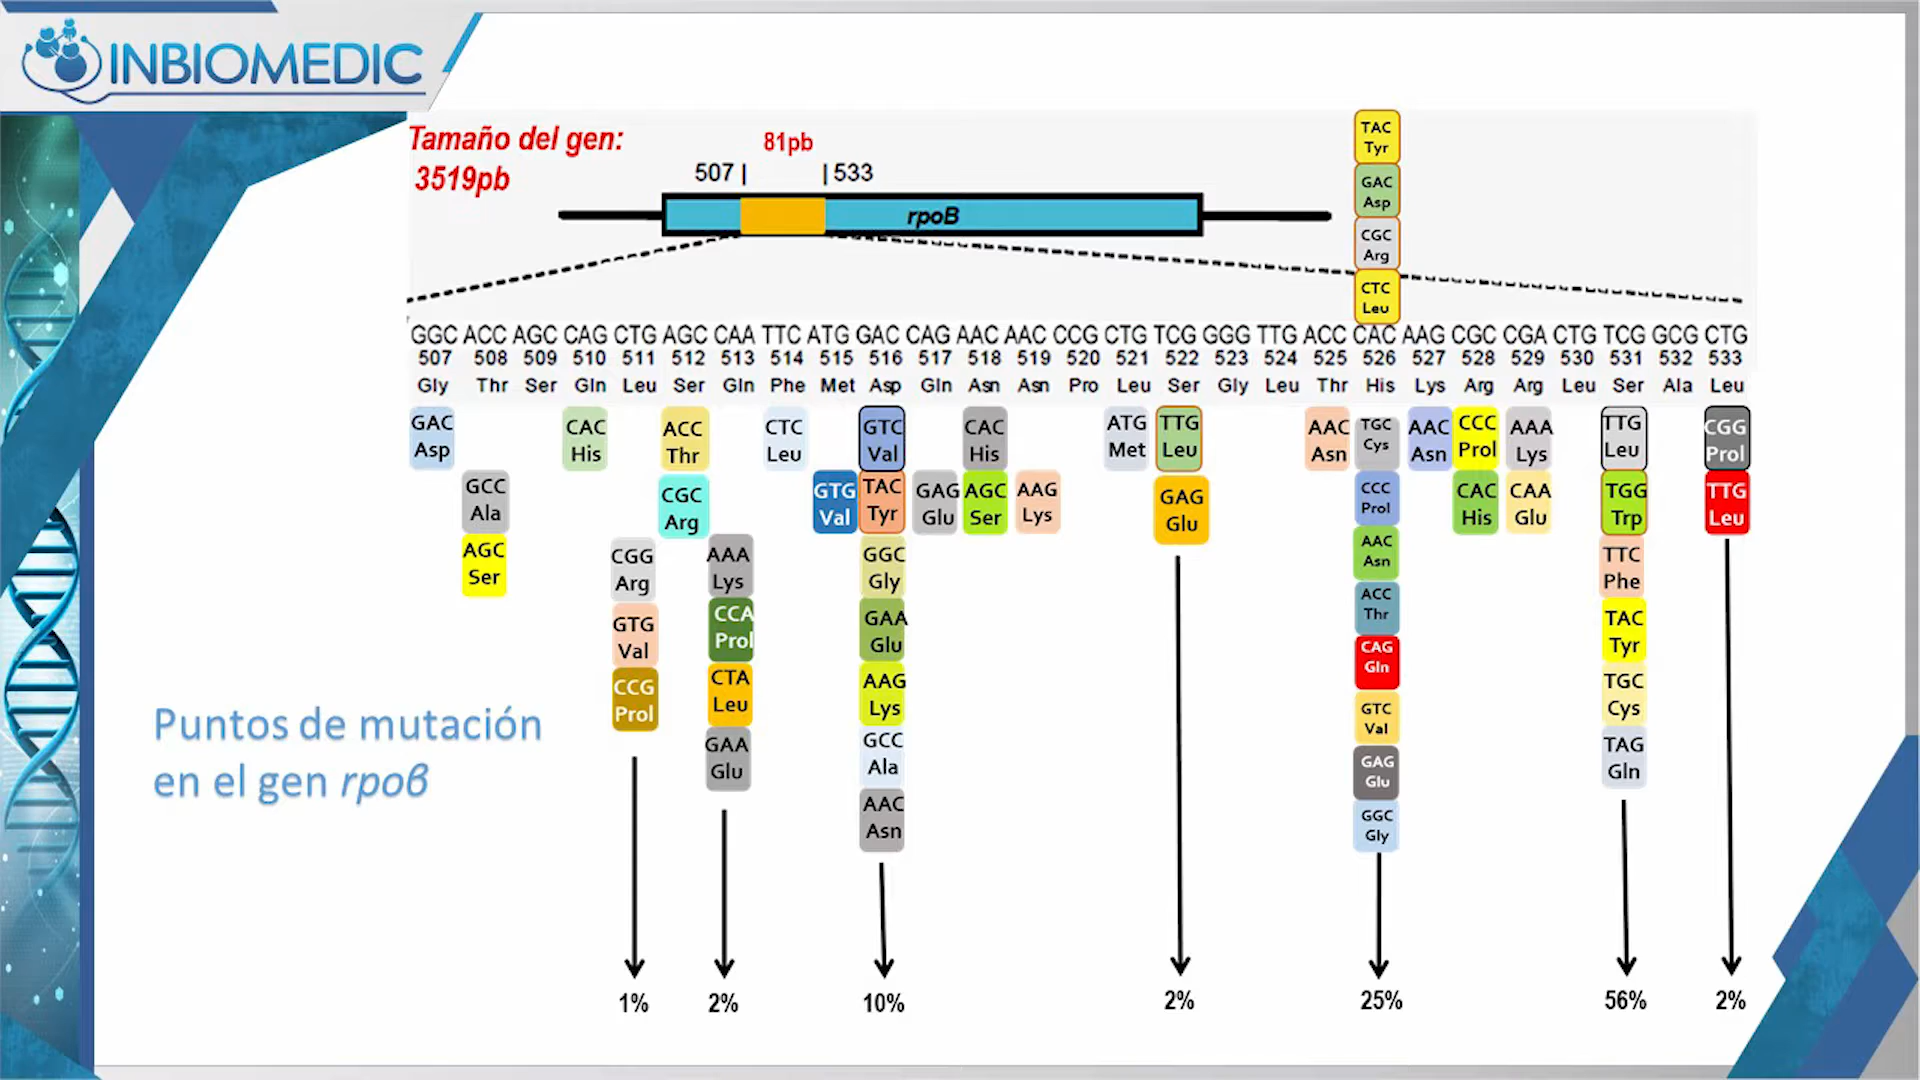 INBIOMEDIC
Tamaño del gen:
3519pb
81pb
507 | | 533
rpoB
TAC
Tyr
GAC
Asp
CGC
Arg
CTC
Leu
GGC ACC AGC CAG CTG AGC CAA TTC ATG GAC CAG AAC AAC CCG CTG TCG GGG TTG ACC CAC AAG CGC CGA CTG TCG GCG CTG
507 508 509 510 511 512 513 514 515 516 517 518 519 520 521 522 523 524 525 526 527 528 529 530 531 532 533
Gly Thr Ser Gln Leu Ser Gln Phe Met Asp Gln Asn Asn Pro Leu Ser Gly Leu Thr His Lys Arg Arg Leu Ser Ala Leu
GAC
Asp
GCC
Ala
AGC
Ser
CAC
His
CGG
Arg
GTG
Val
CCG
Prol
ACC
Thr
CGC
Arg
AAA
Lys
CCA
Prol
CTA
Leu
GAA
Glu
CTC
Leu
GTG
Val
GTC
Val
TAC
Tyr
GGC
Gly
GAA
Glu
AAG
Lys
GCC
Ala
AAC
Asn
GAG
Glu
CAC
His
AGC
Ser
AAG
Lys
ATG
Met
TTG
Leu
GAG
Glu
AAC
Asn
TGC
Cys
CCC
Prol
AAC
Asn
ACC
Thr
CAG
Gln
GTC
Val
GAG
Glu
GGC
Gly
AAC
Asn
CCC
Prol
CAC
His
AAA
Lys
CAA
Glu
TTG
Leu
TGG
Trp
TTC
Phe
TAC
Tyr
TGC
Cys
TAG
Gln
CGG
Prol
TTG
Leu
Puntos de mutación
en el gen rpoβ
1% 2% 10% 2% 25% 56% 2%